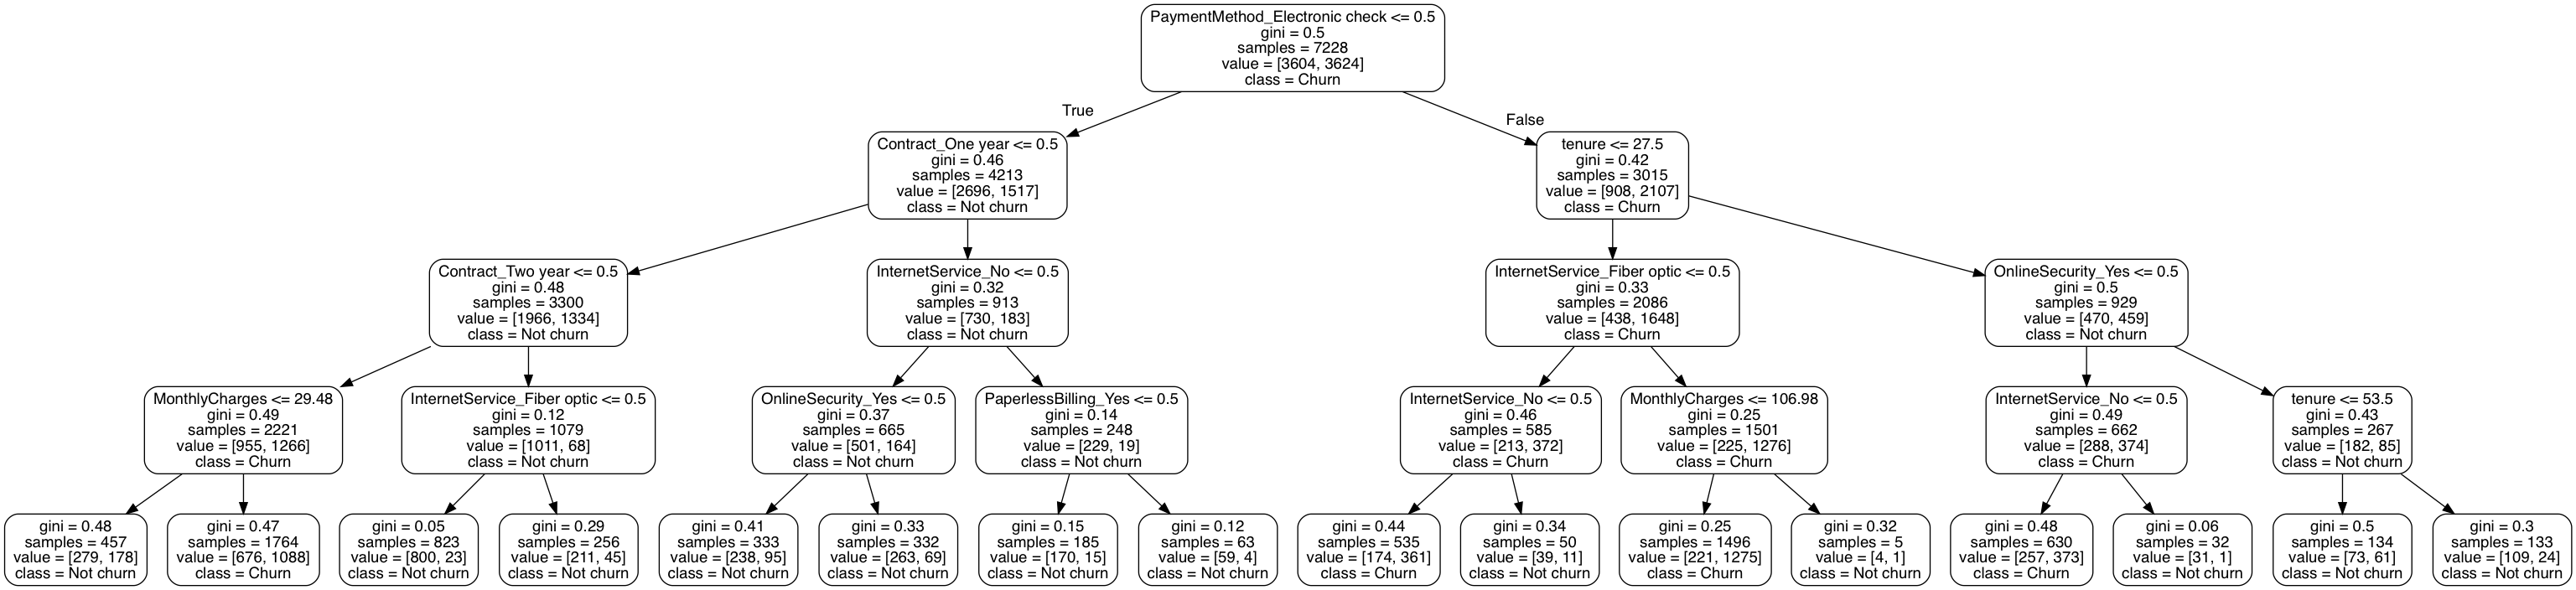 PaymentMethod_Electronic check <= 0.5
gini = 0.5
samples = 7228
value = [3604, 3624]
class = Churn
True
False
Contract_One year <= 0.5
gini = 0.46
samples = 4213
value = [2696, 1517]
class = Not churn
tenure <= 27.5
gini = 0.42
samples = 3015
value = [908, 2107]
class = Churn
Contract_Two year <= 0.5
gini = 0.48
samples = 3300
value = [1966, 1334]
class = Not churn
InternetService_No <= 0.5
gini = 0.32
samples = 913
value = [730, 183]
class = Not churn
InternetService_Fiber optic <= 0.5
gini = 0.33
samples = 2086
value = [438, 1648]
class = Churn
OnlineSecurity_Yes <= 0.5
gini = 0.5
samples = 929
value = [470, 459]
class = Not churn
MonthlyCharges <= 29.48
gini = 0.49
samples = 2221
value = [955, 1266]
class = Churn
InternetService_Fiber optic <= 0.5
gini = 0.12
samples = 1079
value = [1011, 68]
class = Not churn
OnlineSecurity_Yes <= 0.5
gini = 0.37
samples = 665
value = [501, 164]
class = Not churn
PaperlessBilling_Yes <= 0.5
gini = 0.14
samples = 248
value = [229, 19]
class = Not churn
InternetService_No <= 0.5
gini = 0.46
samples = 585
value = [213, 372]
class = Churn
MonthlyCharges <= 106.98
gini = 0.25
samples = 1501
value = [225, 1276]
class = Churn
InternetService_No <= 0.5
gini = 0.49
samples = 662
value = [288, 374]
class = Churn
tenure <= 53.5
gini = 0.43
samples = 267
value = [182, 85]
class = Not churn
gini = 0.48
samples = 457
value = [279, 178]
class = Not churn
gini = 0.47
samples = 1764
value = [676, 1088]
class = Churn
gini = 0.05
samples = 823
value = [800, 23]
class = Not churn
gini = 0.29
samples = 256
value = [211, 45]
class = Not churn
gini = 0.41
samples = 333
value = [238, 95]
class = Not churn
gini = 0.33
samples = 332
value = [263, 69]
class = Not churn
gini = 0.15
samples = 185
value = [170, 15]
class = Not churn
gini = 0.12
samples = 63
value = [59, 4]
class = Not churn
gini = 0.44
samples = 535
value = [174, 361]
class = Churn
gini = 0.34
samples = 50
value = [39, 11]
class = Not churn
gini = 0.25
samples = 1496
value = [221, 1275]
class = Churn
gini = 0.32
samples = 5
value = [4, 1]
class = Not churn
gini = 0.48
samples = 630
value = [257, 373]
class = Churn
gini = 0.06
samples = 32
value = [31, 1]
class = Not churn
gini = 0.5
samples = 134
value = [73, 61]
class = Not churn
gini = 0.3
samples = 133
value = [109, 24]
class = Not churn